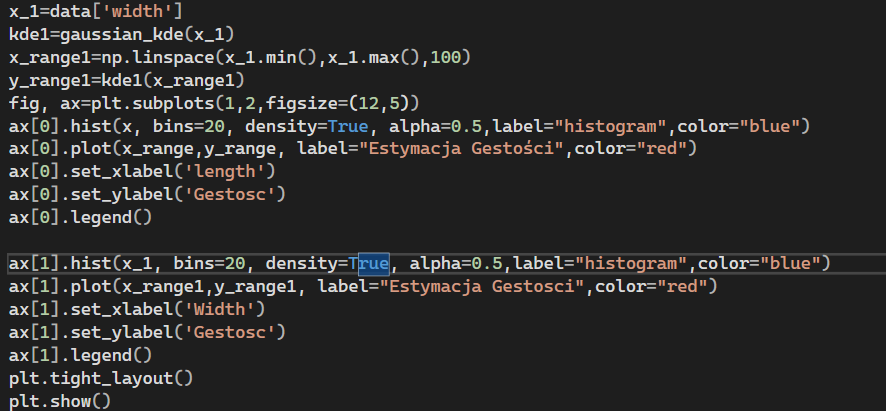 x_1=data['width']
kde1=gaussian_kde(x_1)
x_range1=np.linspace(x_1.min(),x_1.max(),100)
y_range1=kde1(x_range1)
fig, ax=plt.subplots(1,2,figsize=(12,5))
ax[0].hist(x, bins=20, density=True, alpha=0.5,label="histogram",color="blue")
ax[0].plot(x_range,y_range, label="Estymacja Gestości",color="red")
ax[0].set_xlabel('length')
ax[0].set_ylabel('Gestosc')
ax[0].legend()
ax[1].hist(x_1, bins=20, density=True, alpha=0.5,label="histogram",color="blue")
ax[1].plot(x_range1,y_range1, label="Estymacja Gestosci",color="red")
ax[1].set_xlabel('Width')
ax[1].set_ylabel('Gestosc')
ax[1].legend()
plt.tight_layout()
plt.show()